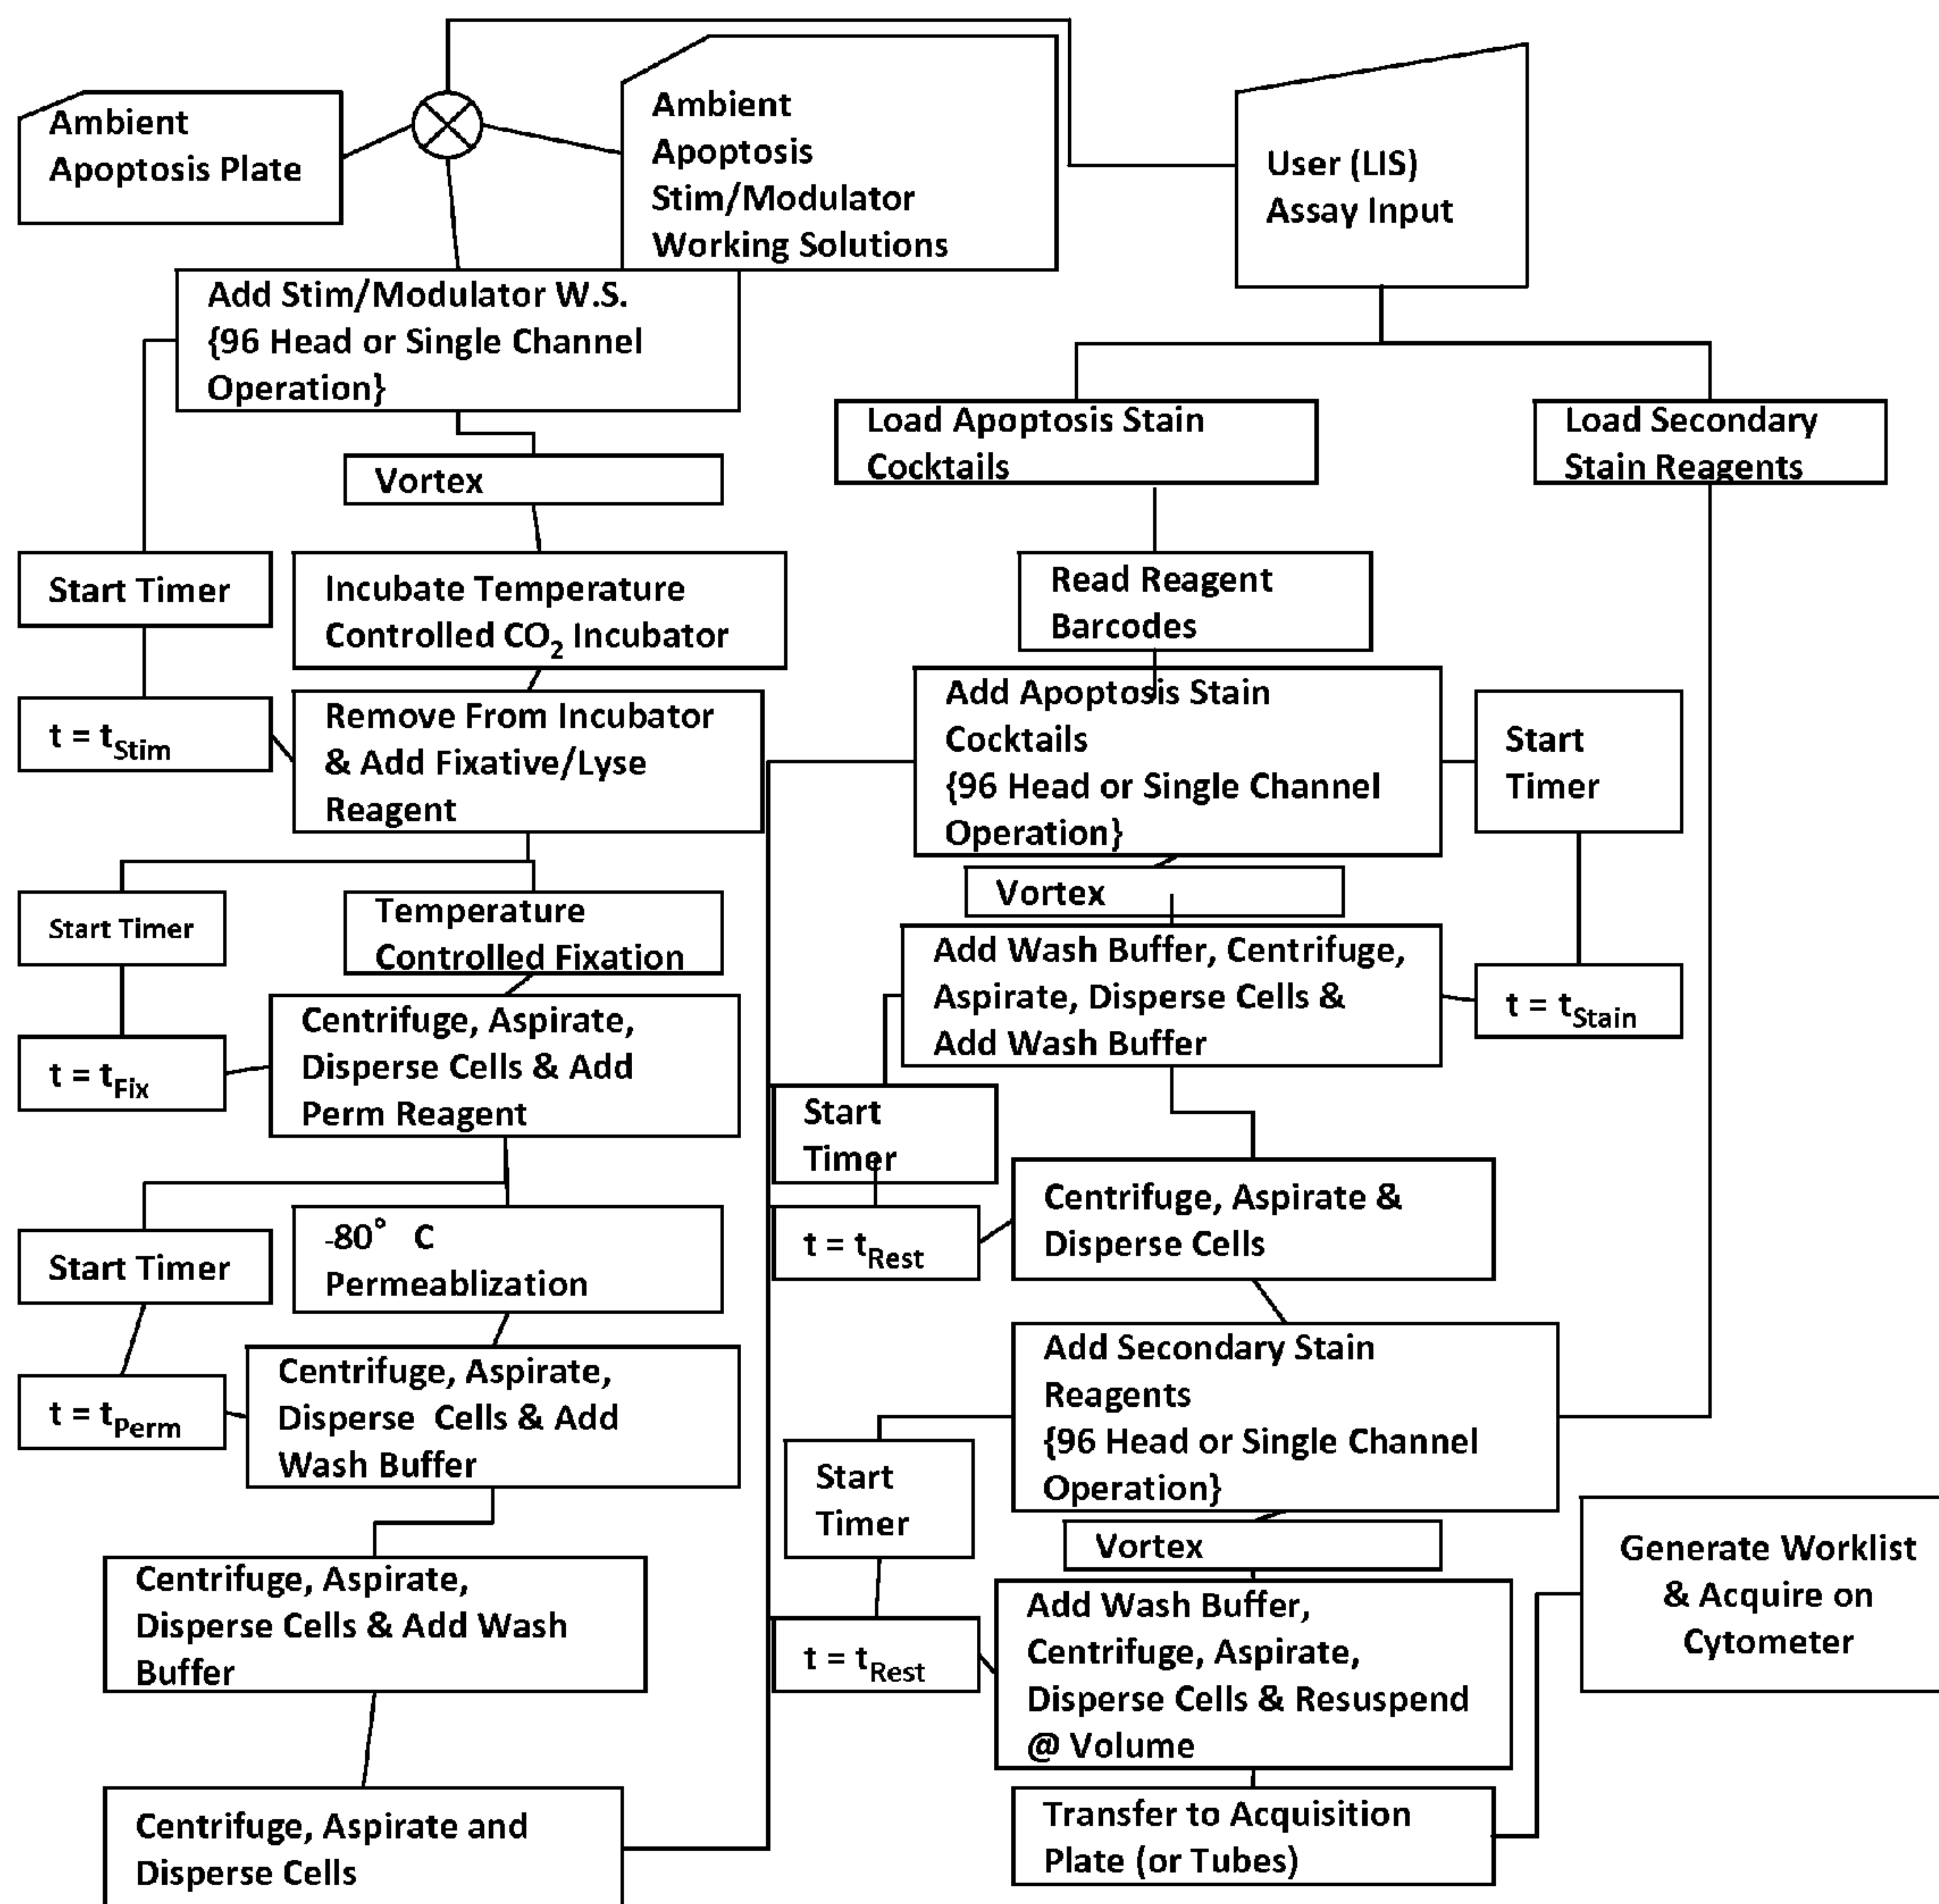 Ambient
Apoptosis Plate
Ambient
Apoptosis
Stim/Modulator
Working Solutions
User (LIS)
Assay Input
Add Stim/Modulator W.S.
{96 Head or Single Channel
Operation}
Vortex
Start Timer
Incubate Temperature
Controlled CO₂ Incubator
t = tStim
Remove From Incubator
& Add Fixative/Lyse
Reagent
Start Timer
Temperature
Controlled Fixation
t = tFix
Centrifuge, Aspirate,
Disperse Cells & Add
Perm Reagent
Start Timer
-80° C
Permeablization
t = tPerm
Centrifuge, Aspirate,
Disperse Cells & Add
Wash Buffer
Centrifuge, Aspirate,
Disperse Cells & Add Wash
Buffer
Centrifuge, Aspirate and
Disperse Cells
Load Apoptosis Stain
Cocktails
Load Secondary
Stain Reagents
Read Reagent
Barcodes
Add Apoptosis Stain
Cocktails
{96 Head or Single Channel
Operation}
Start
Timer
Vortex
Add Wash Buffer, Centrifuge,
Aspirate, Disperse Cells &
Add Wash Buffer
t = tStain
Start
Timer
t = tRest
Centrifuge, Aspirate &
Disperse Cells
Add Secondary Stain
Reagents
{96 Head or Single Channel
Operation}
Start
Timer
Vortex
t = tRest
Add Wash Buffer,
Centrifuge, Aspirate,
Disperse Cells & Resuspend
@ Volume
Transfer to Acquisition
Plate (or Tubes)
Generate Worklist
& Acquire on
Cytometer